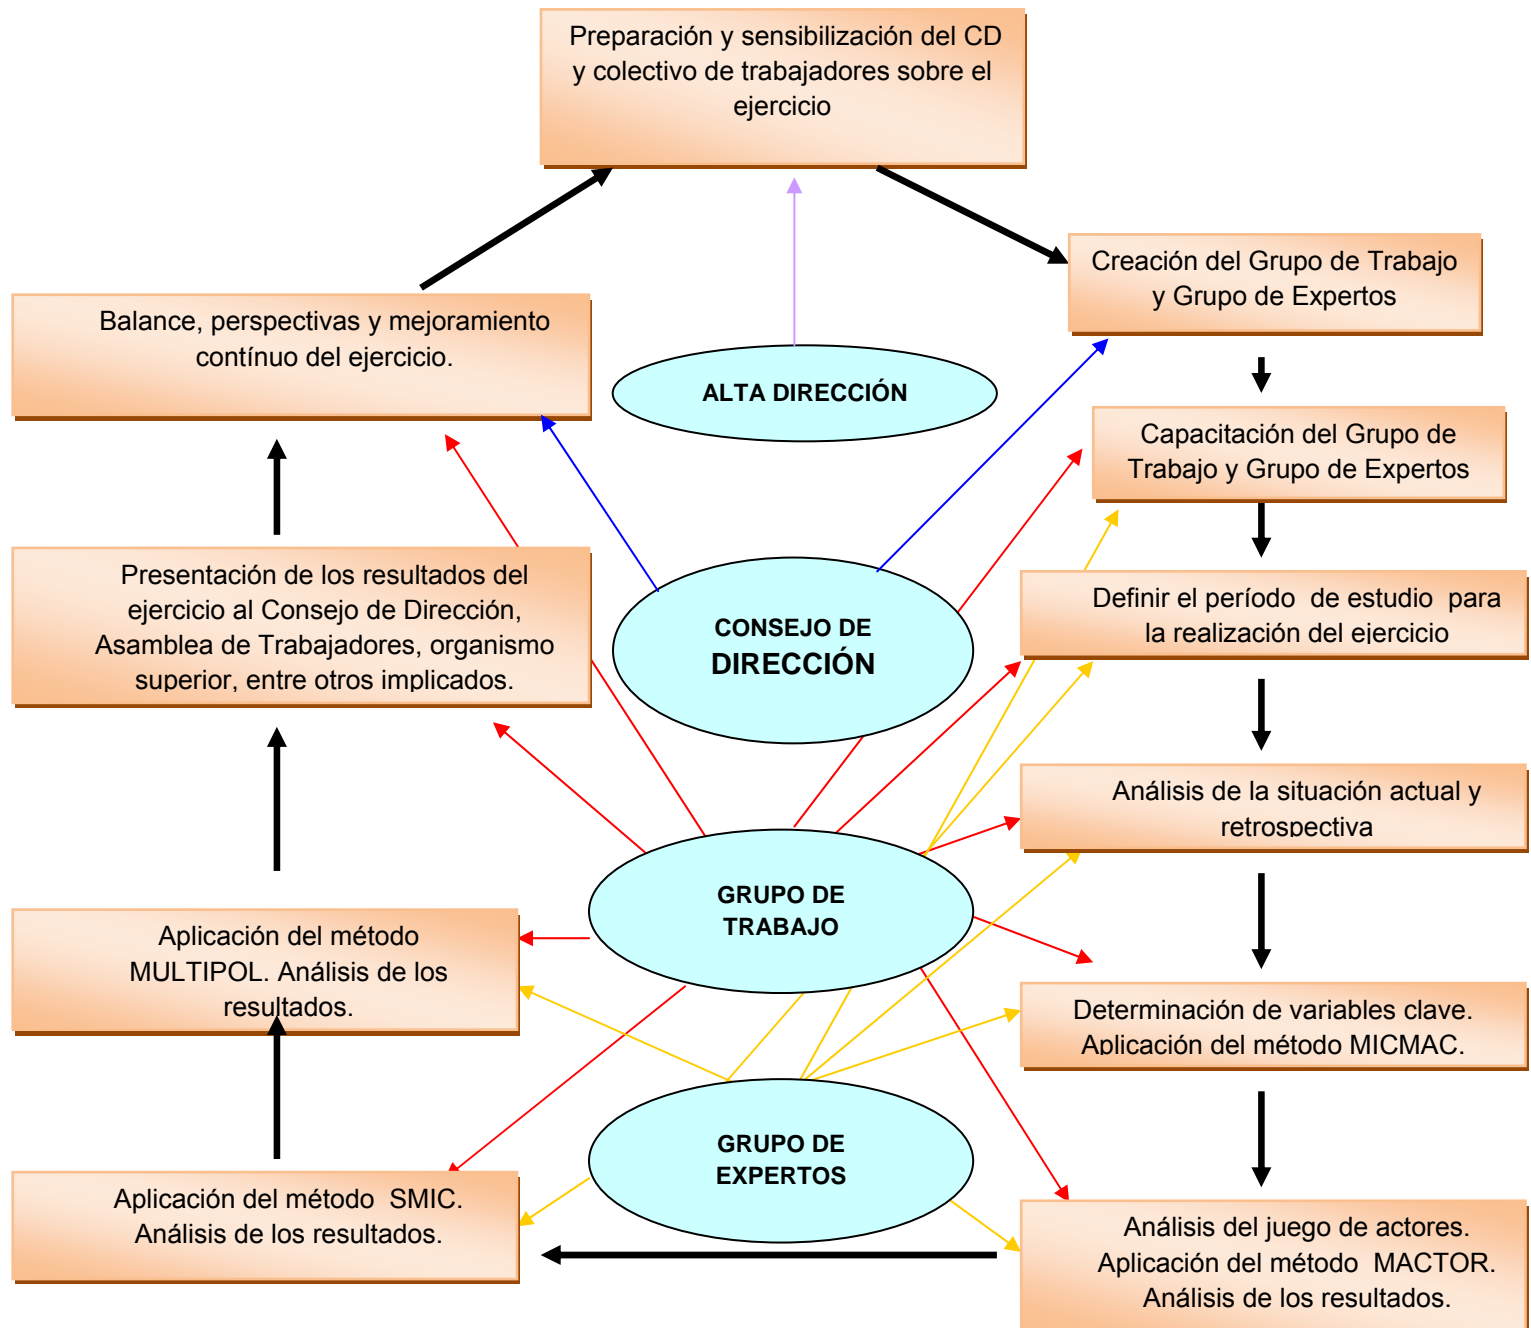 Preparación y sensibilización del CD
y colectivo de trabajadores sobre el
ejercicio
Creación del Grupo de Trabajo
y Grupo de Expertos
Balance, perspectivas y mejoramiento
contínuo del ejercicio.
ALTA DIRECCIÓN
Capacitación del Grupo de
Trabajo y Grupo de Expertos
Presentación de los resultados del
ejercicio al Consejo de Dirección,
Asamblea de Trabajadores, organismo
superior, entre otros implicados.
CONSEJO DE
DIRECCIÓN
Definir el período de estudio para
la realización del ejercicio
Análisis de la situación actual y
retrospectiva
GRUPO DE
TRABAJO
Aplicación del método
MULTIPOL. Análisis de los
resultados.
Determinación de variables clave.
Aplicación del método MICMAC.
GRUPO DE
EXPERTOS
Aplicación del método SMIC.
Análisis de los resultados.
Análisis del juego de actores.
Aplicación del método MACTOR.
Análisis de los resultados.